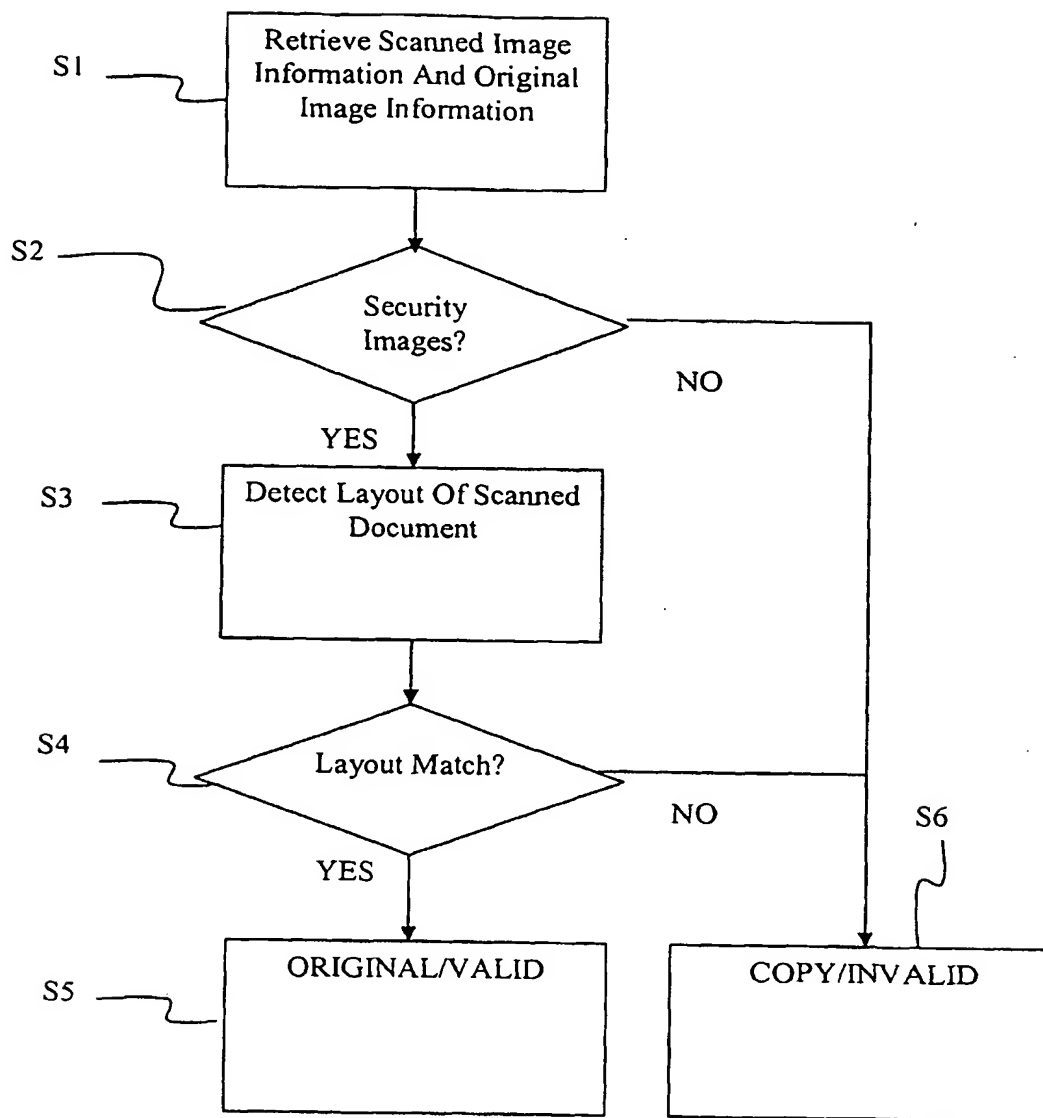 S1
Retrieve Scanned Image
Information And Original
Image Information
S2
Security
Images?
NO
YES
S3
Detect Layout Of Scanned
Document
S4
Layout Match?
NO
S6
YES
S5
ORIGINAL/VALID
COPY/INVALID